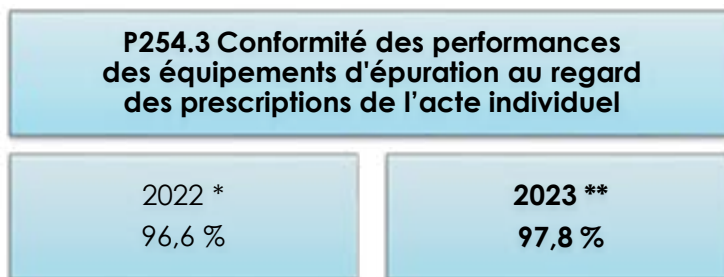 P254.3 Conformité des performances
des équipements d'épuration au regard
des prescriptions de l’acte individuel
2022 *
96,6 %
2023 **
97,8 %